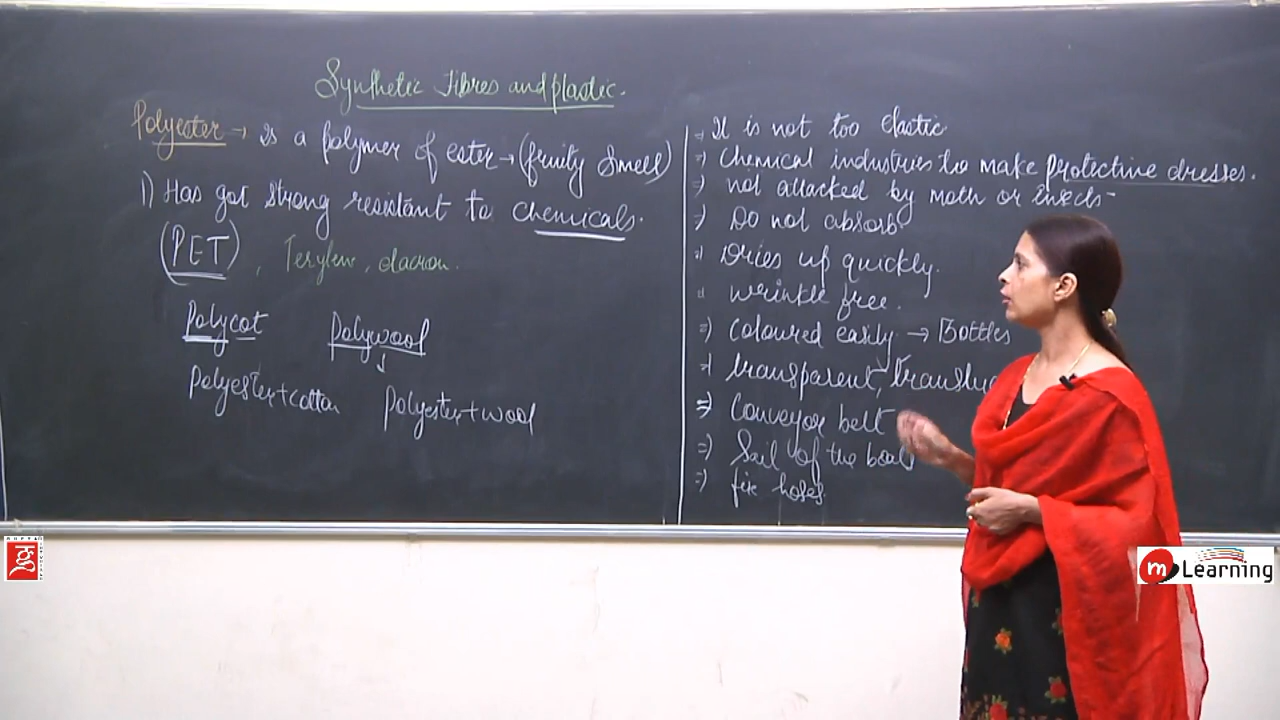 Synthetic Fibres and plastic.
Polyester → is a polymer of ester → (fruity smell)
1) Has got strong resistant to chemicals.
(PET), Terylene, dacron.
Polycot
Polywool
↓
Polyester+cotton
Polyester+wool
⇒ It is not too elastic
⇒ Chemical industries to make protective dresses.
⇒ not attacked by moth or insects
⇒ Do not absorb
⇒ Dries up quickly.
⇒ wrinkle free.
⇒ coloured easily → Bottles
⇒ transparent,
⇒ Conveyor belt
⇒ Sail of the boat
⇒ fire hoses
m Learning